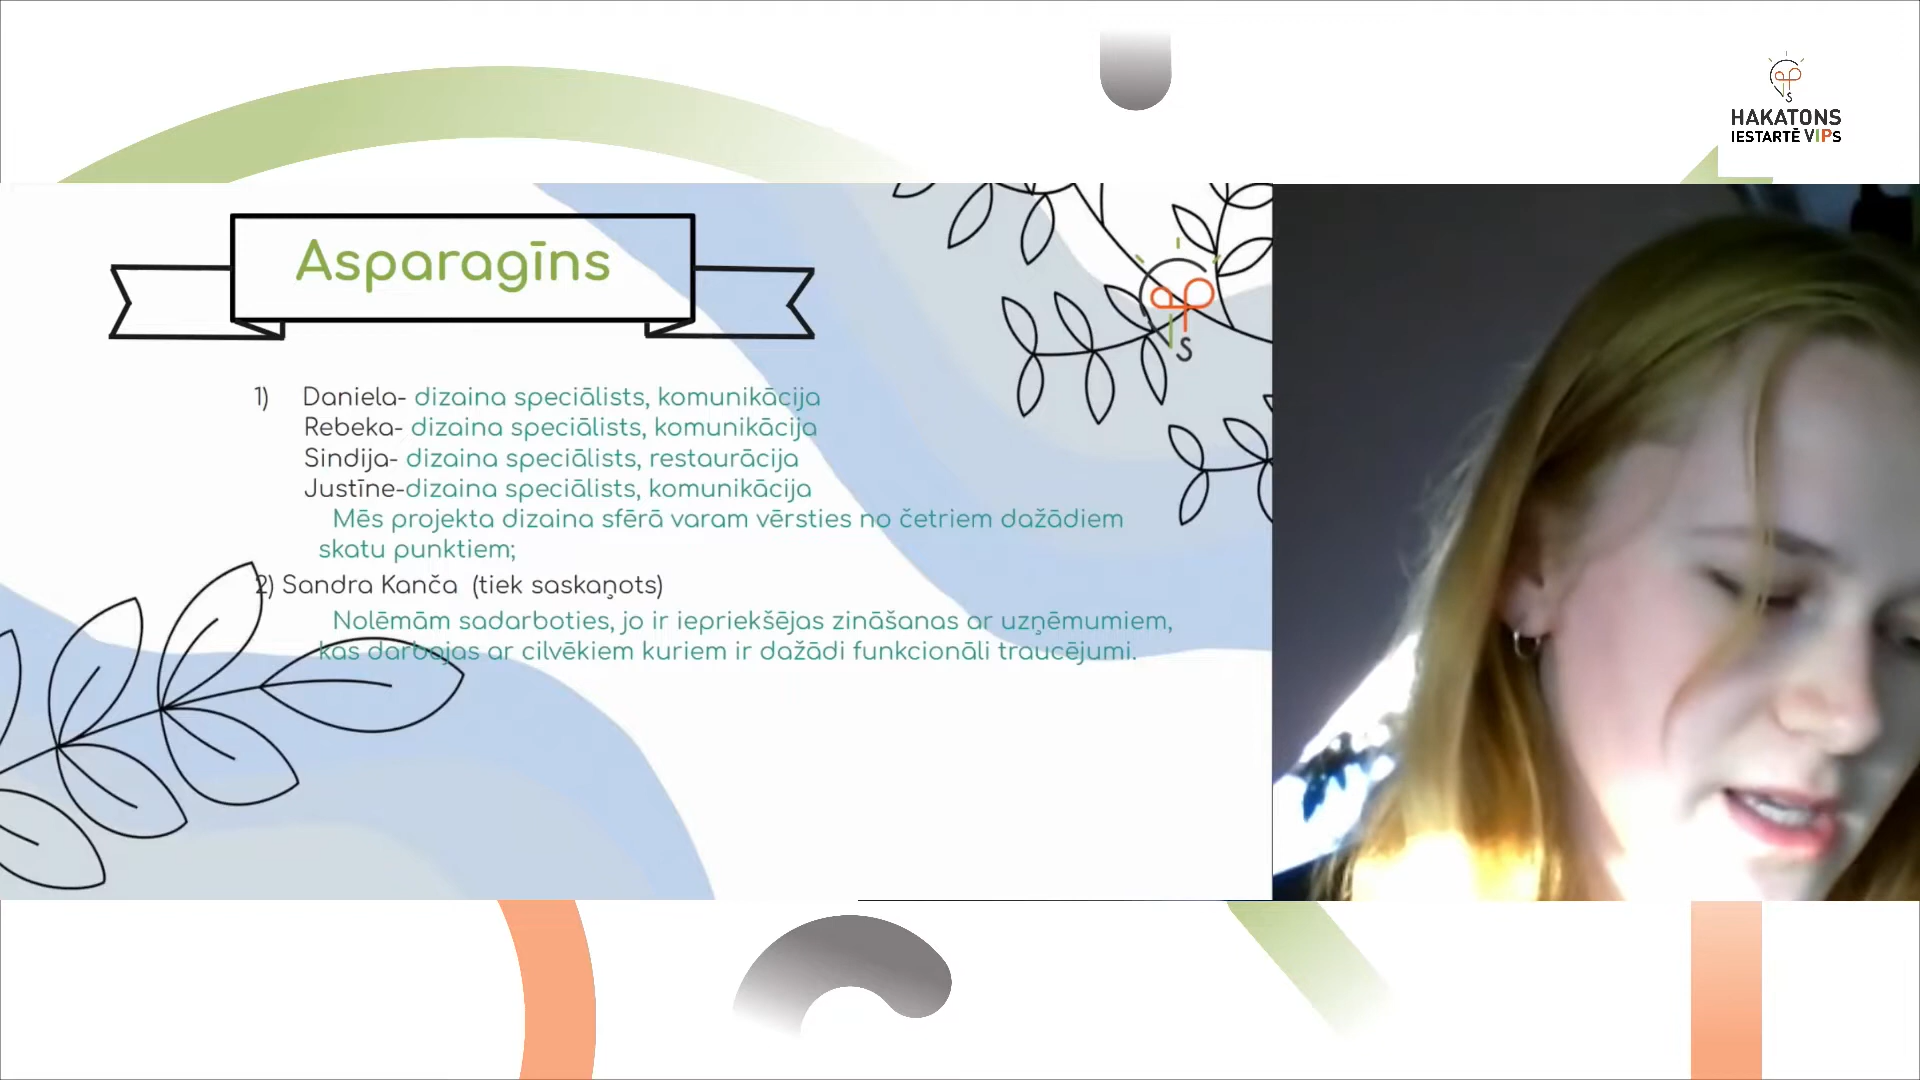 HAKATONS
IESTARTĒ VIPs
Asparagīns
S
1) Daniela- dizaina speciālists, komunikācija
Rebeka- dizaina speciālists, komunikācija
Sindija- dizaina speciālists, restaurācija
Justīne-dizaina speciālists, komunikācija
Mēs projekta dizaina sfērā varam vērsties no četriem dažādiem
skatu punktiem;
2) Sandra Kanča (tiek saskaņots)
Nolēmām sadarboties, jo ir iepriekšējas zināšanas ar uzņēmumiem,
kas darbojas ar cilvēkiem kuriem ir dažādi funkcionāli traucējumi.